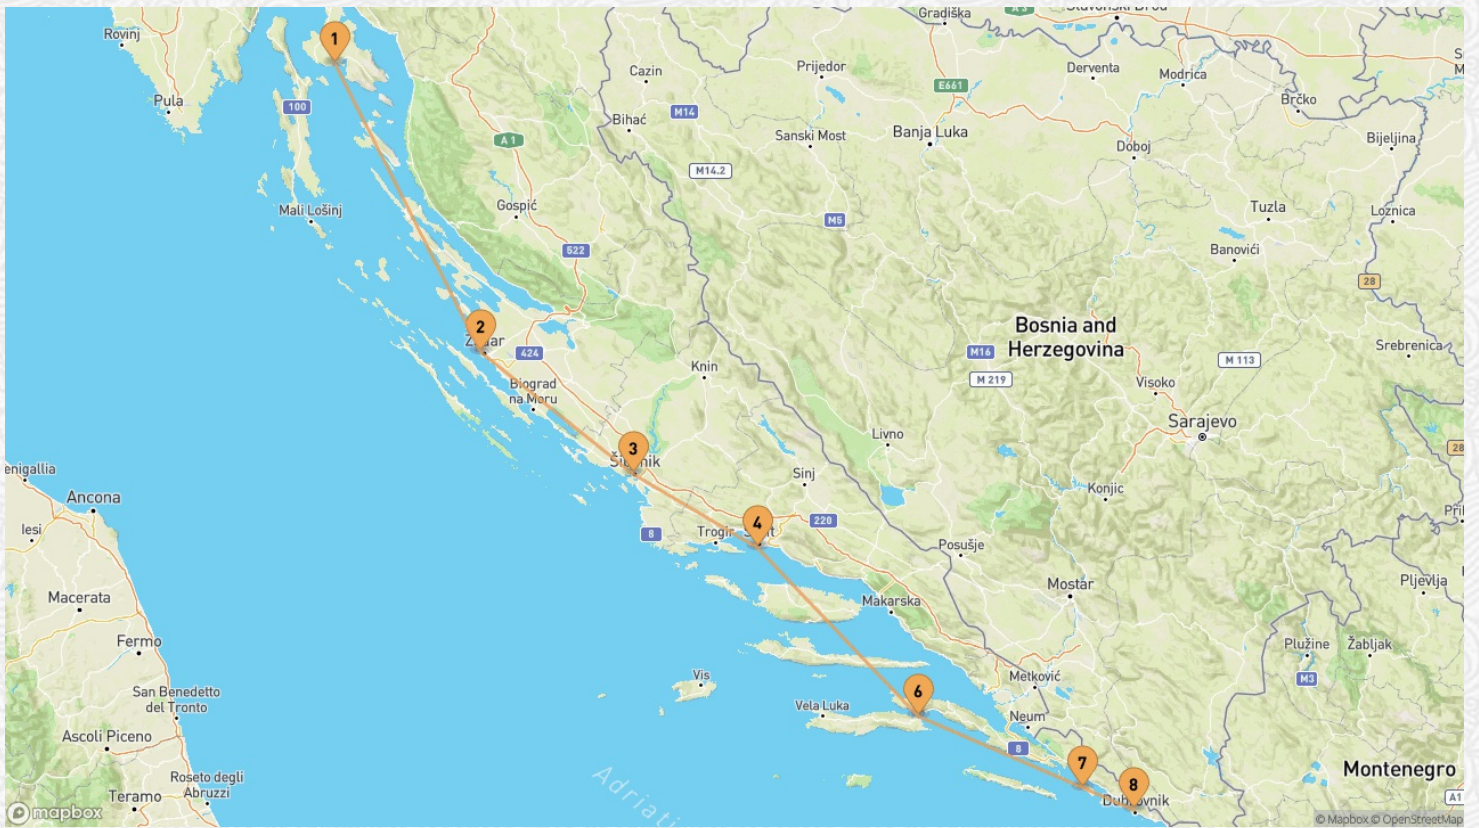 Gradiška
A 3
Rovinj
1
Cazin
Prijedor
Derventa
Modrica
E661
Pula
100
M14
Brčko
Bihać
A 1
Sanski Most
Banja Luka
Doboj
Bijeljina
M14.2
Gospić
Mali Lošinj
M5
Tuzla
Loznica
522
Banovići
28
2
Bosnia and
Herzegovina
424
M16
M 113
Srebrenica
Knin
M 219
Biograd
na Moru
Visoko
Sarajevo
3
Livno
28
enigallia
Sinj
Ancona
Konjic
Iesi
8
Trogir
4
220
Posušje
Pljevlja
Macerata
Makarska
Mostar
Fermo
Plužine
Žabljak
Vis
Metković
M3
San Benedetto
del Tronto
6
Vela Luka
Neum
Ascoli Piceno
8
7
Montenegro
Roseto degli
Abruzzi
8
Teramo
Adriati
A1
mapbox
© Mapbox © OpenStreetMap